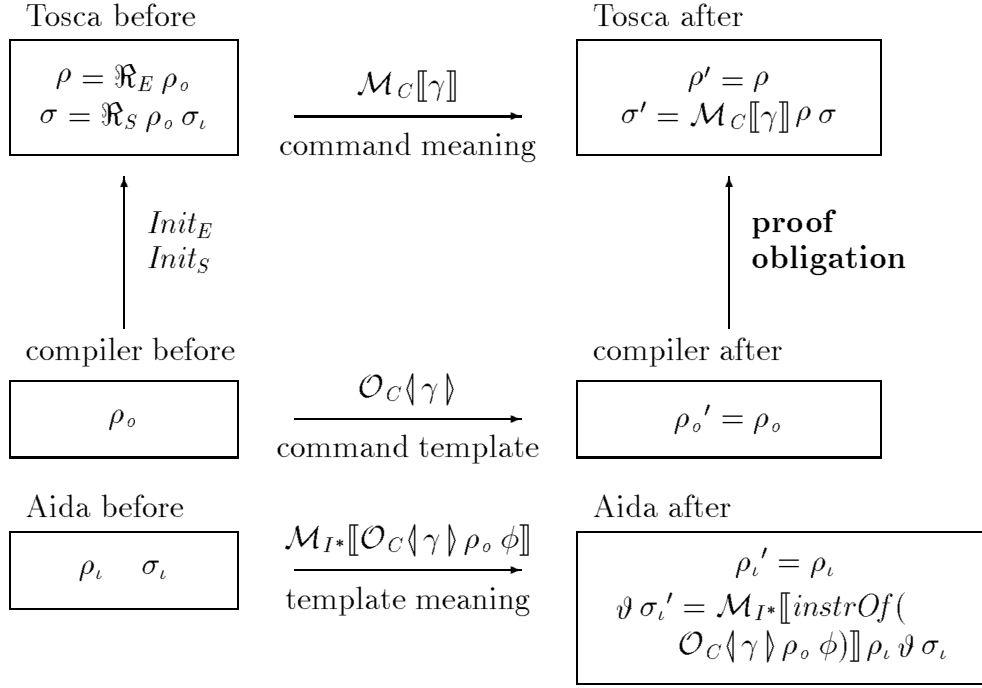 Tosca before
Tosca after
ρ = ℜ_E ρ_o
σ = ℜ_S ρ_o σ_ι
ℳ_C⟦γ⟧
command meaning
ρ′ = ρ
σ′ = ℳ_C⟦γ⟧ρ σ
Init_E
Init_S
proof
obligation
compiler before
compiler after
ρ_o
𝒪_C⦉γ⦊
command template
ρ_o′ = ρ_o
Aida before
Aida after
ρ_ι σ_ι
ℳ_I*⟦𝒪_C⦉γ⦊ρ_o ϕ⟧
template meaning
ρ_ι′ = ρ_ι
ϑ σ_ι′ = ℳ_I*⟦instrOf(
𝒪_C⦉γ⦊ρ_o ϕ)⟧ρ_ι ϑ σ_ι